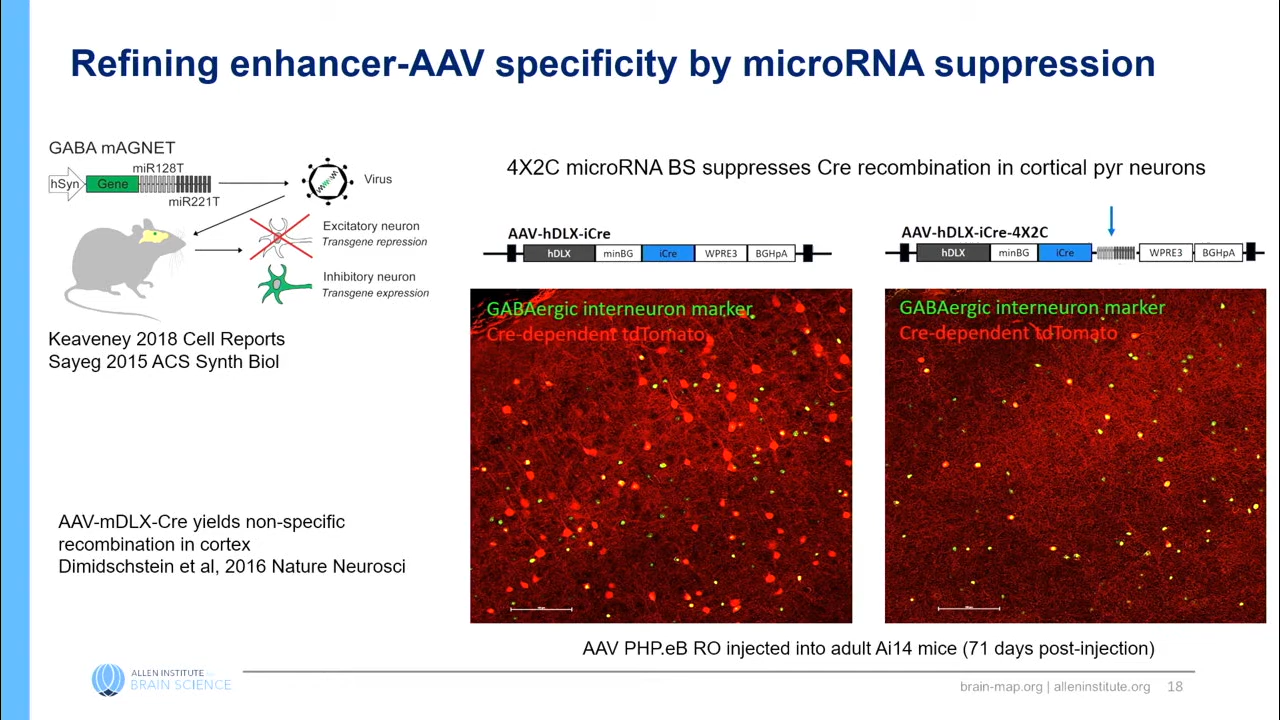 Refining enhancer-AAV specificity by microRNA suppression
GABA mAGNET
miR128T
hSyn
Gene
miR221T
Virus
Excitatory neuron
Transgene repression
Inhibitory neuron
Transgene expression
Keaveney 2018 Cell Reports
Sayeg 2015 ACS Synth Biol
AAV-mDLX-Cre yields non-specific
recombination in cortex
Dimidschstein et al, 2016 Nature Neurosci
4X2C microRNA BS suppresses Cre recombination in cortical pyr neurons
AAV-hDLX-iCre
hDLX minBG iCre WPRE3 BGHpA
GABAergic interneuron marker
Cre-dependent tdTomato
AAV-hDLX-iCre-4X2C
hDLX minBG iCre WPRE3 BGHpA
GABAergic interneuron marker
Cre-dependent tdTomato
AAV PHP.eB RO injected into adult Ai14 mice (71 days post-injection)
ALLEN INSTITUTE for
BRAIN SCIENCE
brain-map.org | alleninstitute.org 18